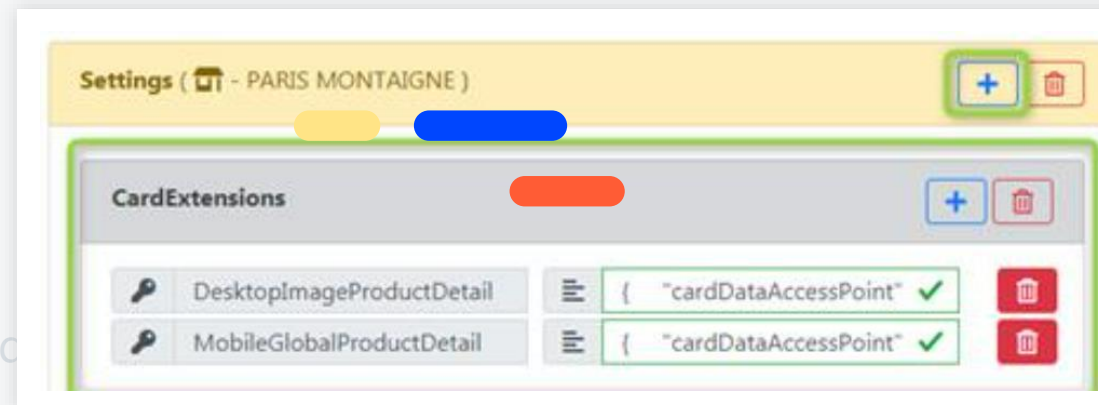 Settings ( - PARIS MONTAIGNE )
CardExtensions
DesktopImageProductDetail { "cardDataAccessPoint"
MobileGlobalProductDetail { "cardDataAccessPoint"